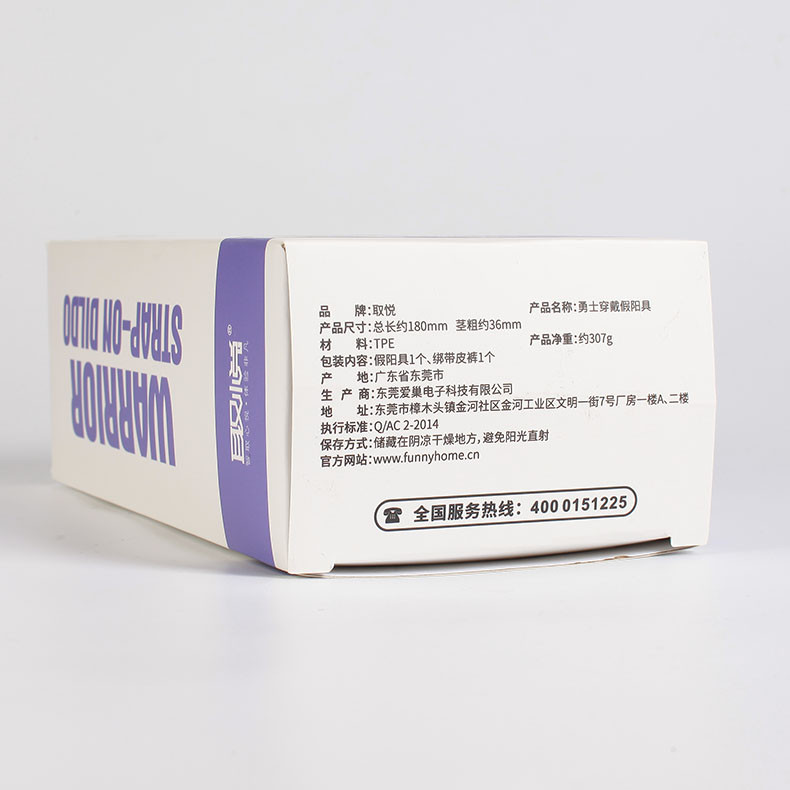 品 牌:取悦 产品名称:勇士穿戴假阳具
产品尺寸:总长约180mm 茎粗约36mm
材 料:TPE 产品净重:约307g
包装内容:假阳具1个、绑带皮裤1个
产 地:广东省东莞市
生 产 商:东莞爱巢电子科技有限公司
地 址:东莞市樟木头镇金河社区金河工业区文明一街7号厂房一楼A、二楼
执行标准:Q/AC 2-2014
保存方式:储藏在阴凉干燥地方,避免阳光直射
官方网站:www.funnyhome.cn
全国服务热线:400 0151225
WARRIOR
STRAP-ON DILDO
取悦®